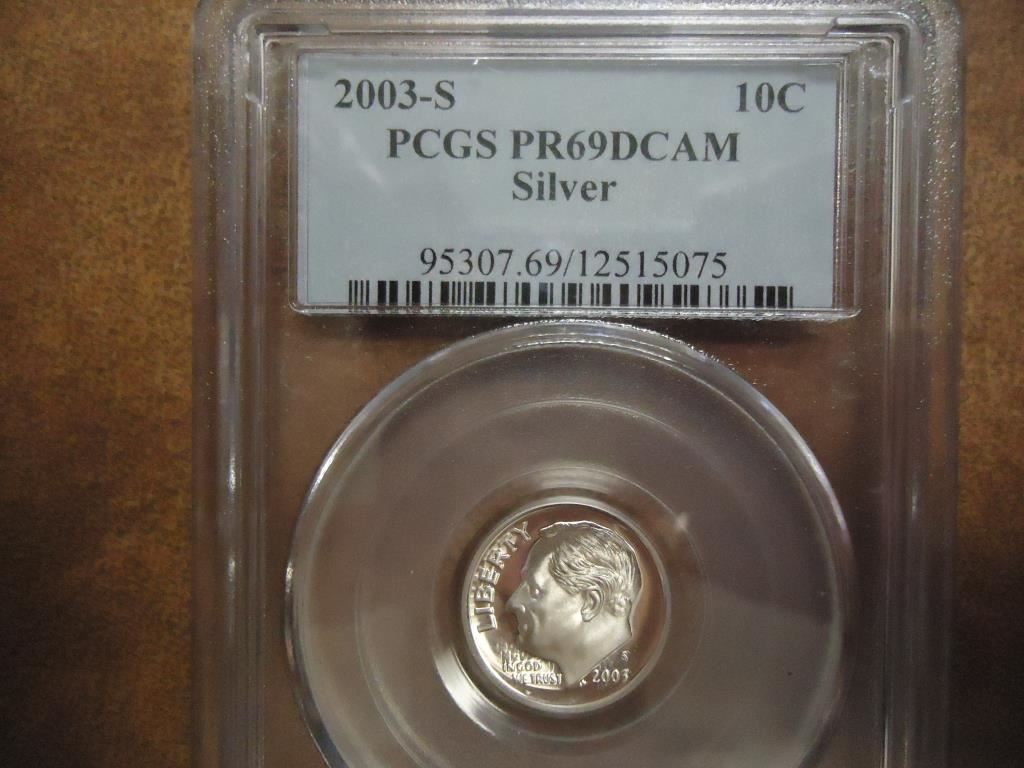 2003-S 10C
PCGS PR69DCAM
Silver
95307.69/12515075
LIBERTY
IN GOD
WE TRUST
S
2003